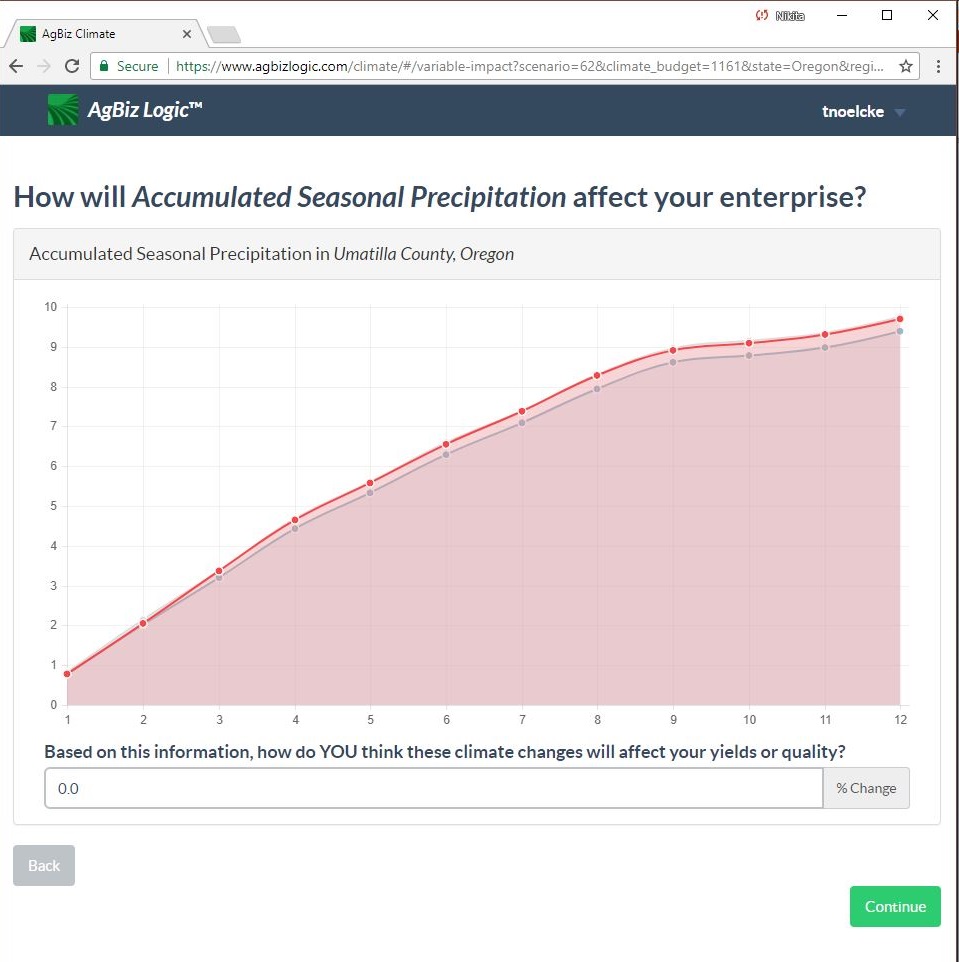 Nikita
AgBiz Climate
Secure
https://www.agbizlogic.com/climate/#/variable-impact?scenario=62&climate_budget=1161&state=Oregon&regi...
AgBiz Logic™
tnoelcke
How will Accumulated Seasonal Precipitation affect your enterprise?
Accumulated Seasonal Precipitation in Umatilla County, Oregon
10
9
8
7
6
5
4
3
2
1
0
1 2 3 4 5 6 7 8 9 10 11 12
Based on this information, how do YOU think these climate changes will affect your yields or quality?
0.0 % Change
Back
Continue